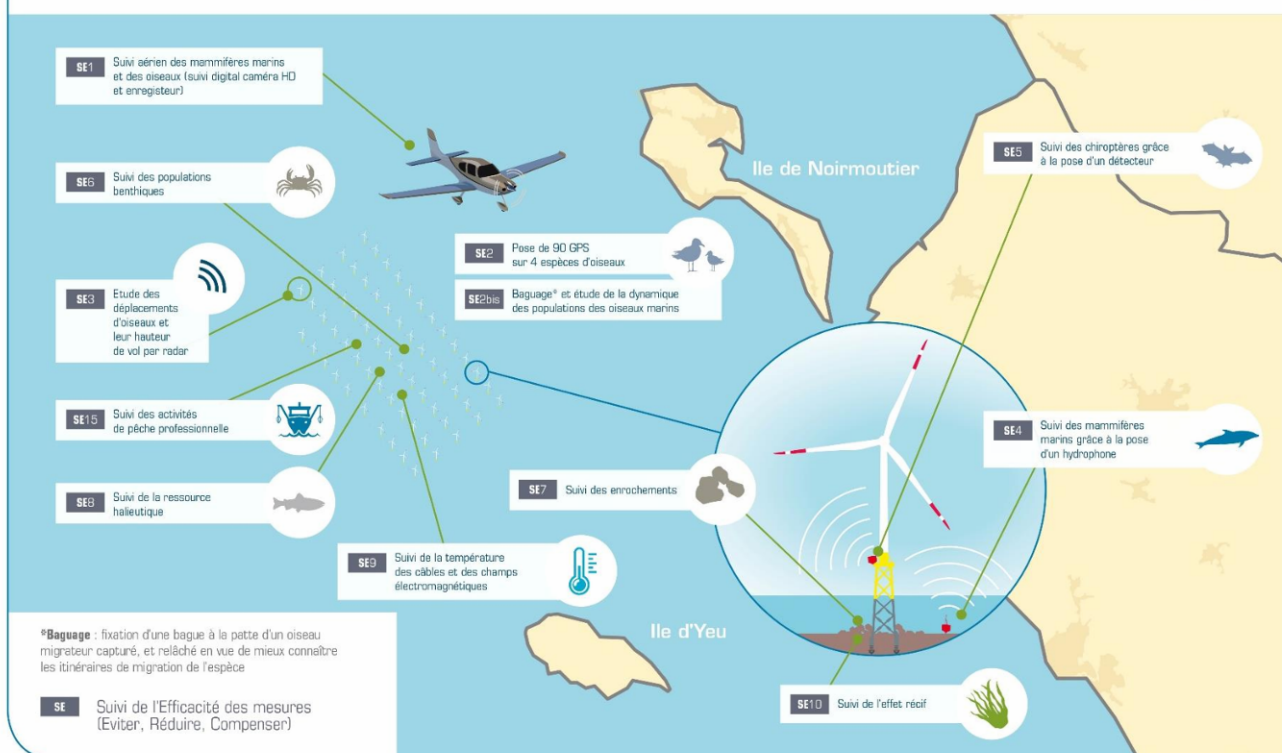 SE1 Suivi aérien des mammifères marins
et des oiseaux (suivi digital caméra HD
et enregisteur)
SE6 Suivi des populations
benthiques
SE3 Etude des
déplacements
d'oiseaux et
leur hauteur
de vol par radar
SE15 Suivi des activités
de pêche professionnelle
SE8 Suivi de la ressource
halieutique
SE9 Suivi de la température
des câbles et des champs
électromagnétiques
SE2 Pose de 90 GPS
sur 4 espèces d'oiseaux
SE2bis Baguage* et étude de la dynamique
des populations des oiseaux marins
Ile de Noirmoutier
SE5 Suivi des chiroptères grâce
à la pose d'un détecteur
SE4 Suivi des mammifères
marins grâce à la pose
d'un hydrophone
SE7 Suivi des enrochements
Ile d'Yeu
SE10 Suivi de l'effet récif
*Baguage : fixation d'une bague à la patte d'un oiseau
migrateur capturé, et relâché en vue de mieux connaître
les itinéraires de migration de l'espèce
SE Suivi de l'Efficacité des mesures
(Eviter, Réduire, Compenser)